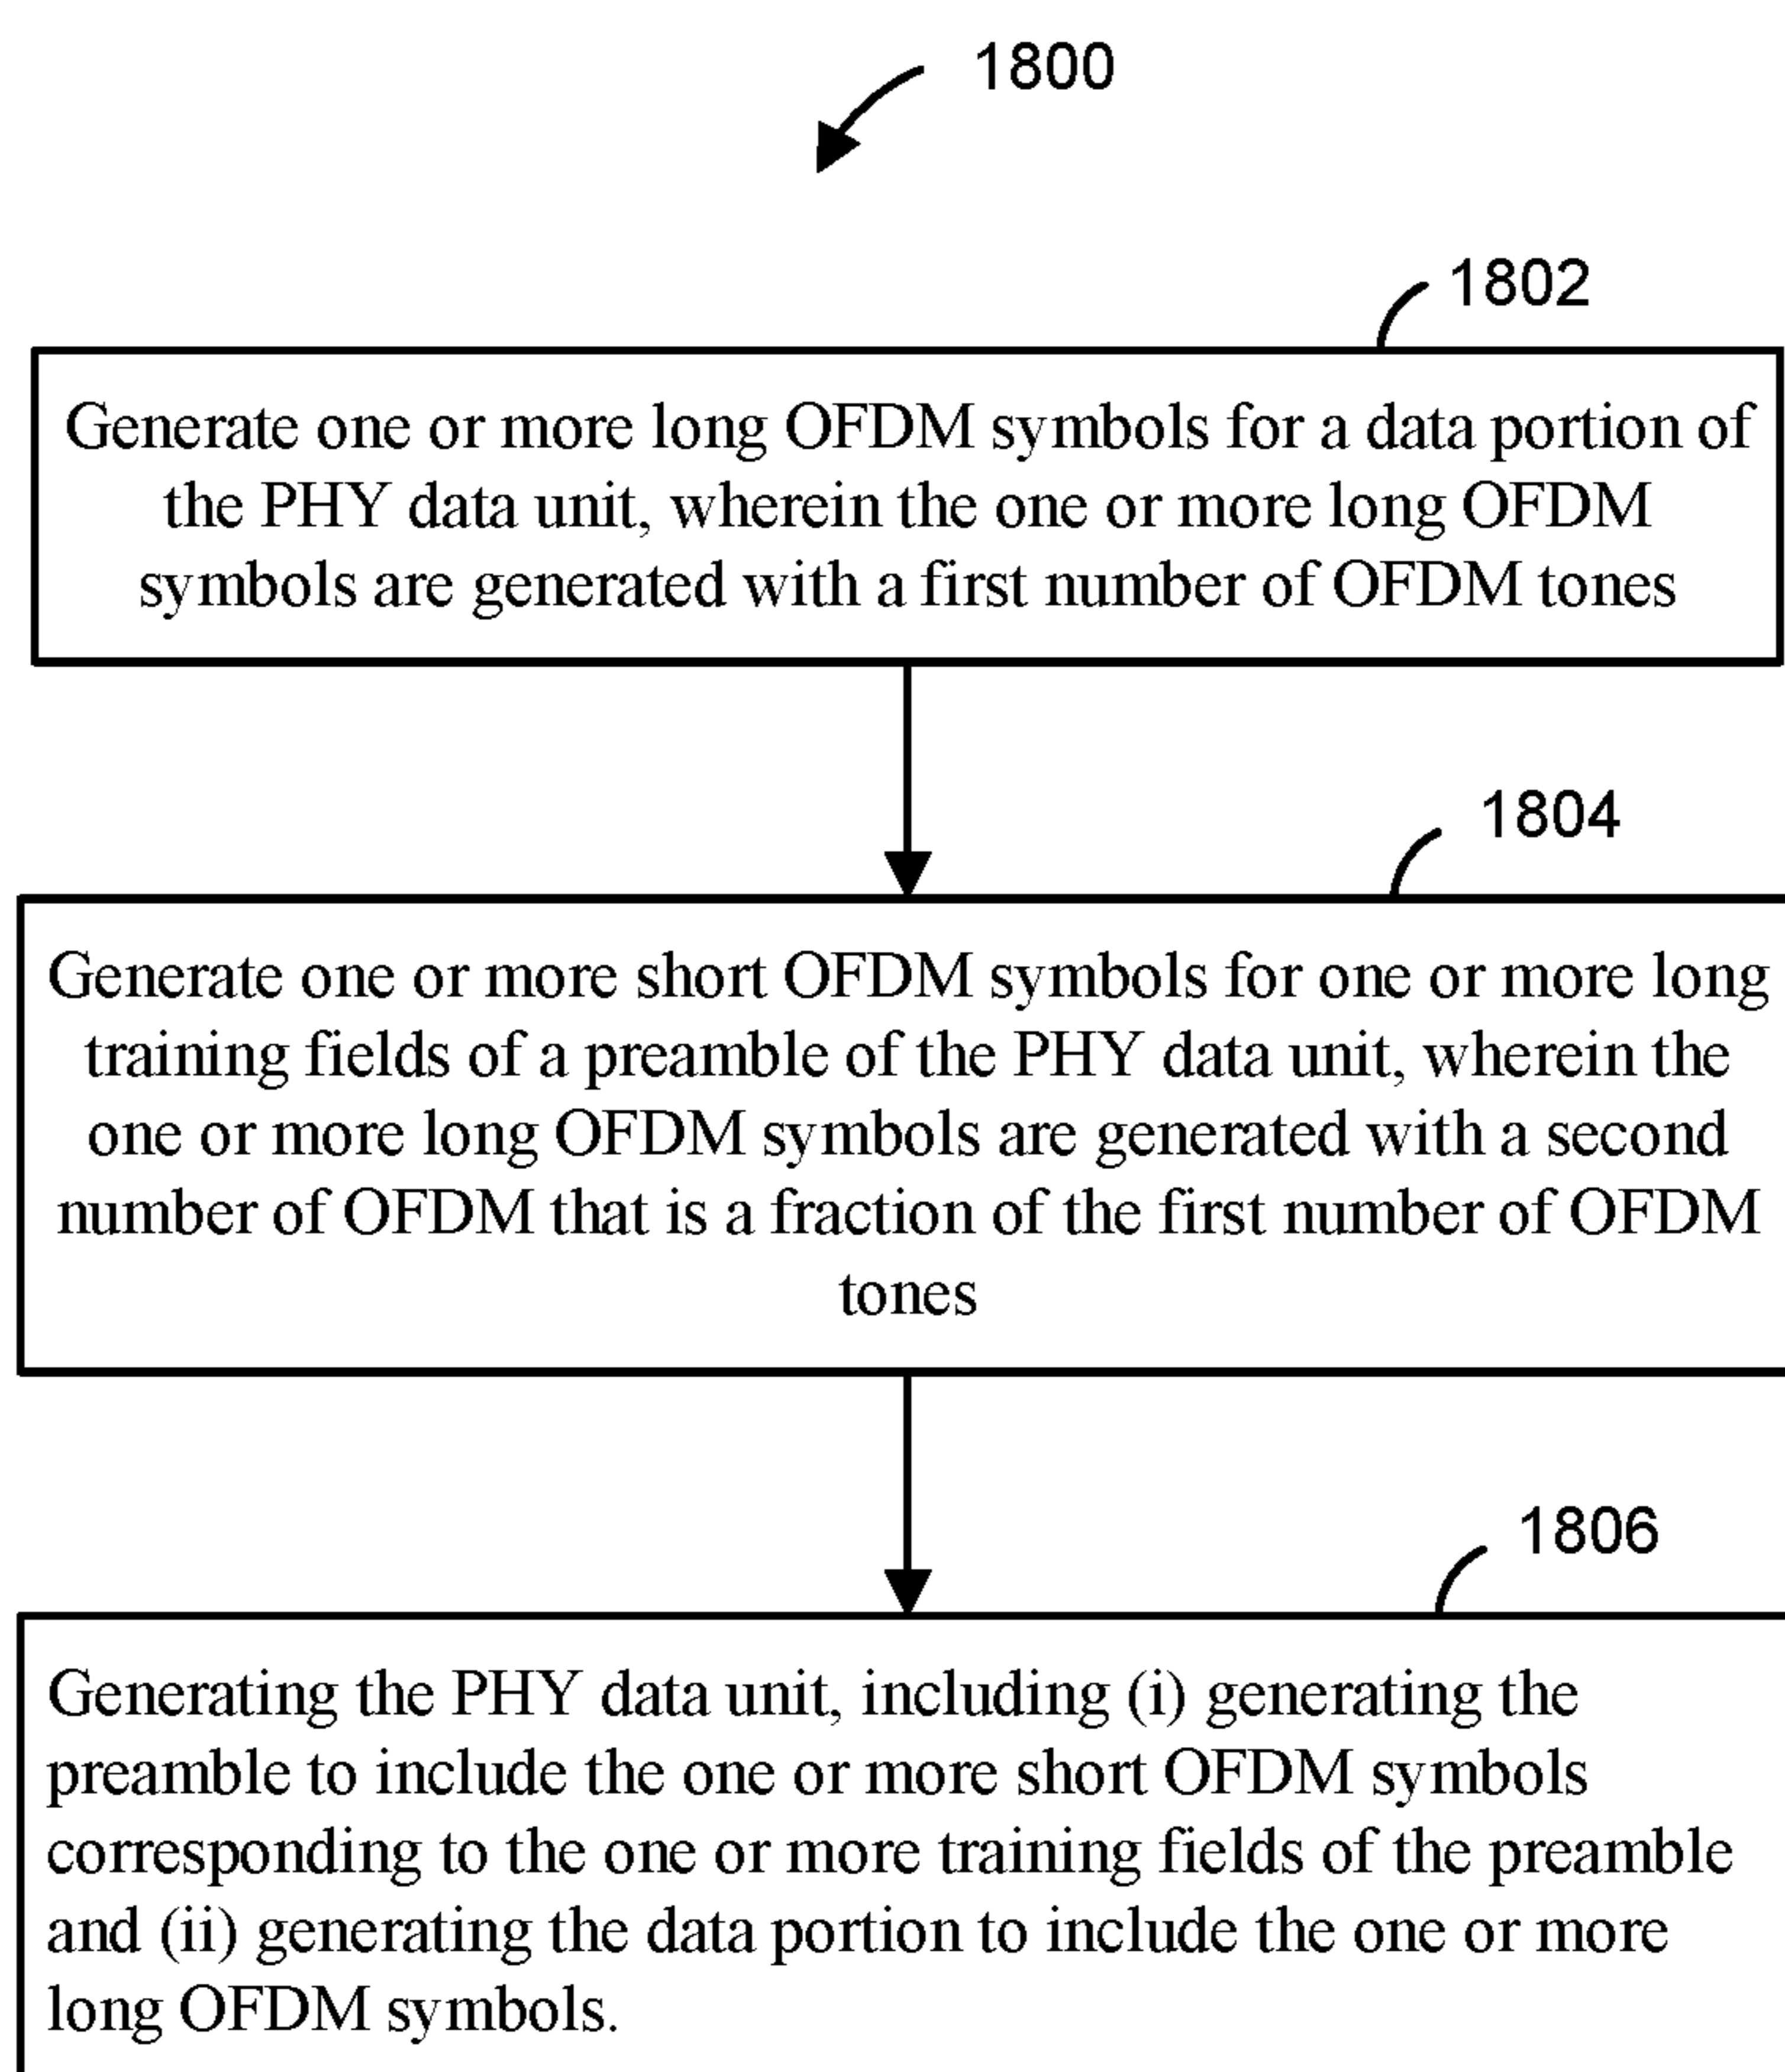 1800
1802
Generate one or more long OFDM symbols for a data portion of
the PHY data unit, wherein the one or more long OFDM
symbols are generated with a first number of OFDM tones
1804
Generate one or more short OFDM symbols for one or more long
training fields of a preamble of the PHY data unit, wherein the
one or more long OFDM symbols are generated with a second
number of OFDM that is a fraction of the first number of OFDM
tones
1806
Generating the PHY data unit, including (i) generating the
preamble to include the one or more short OFDM symbols
corresponding to the one or more training fields of the preamble
and (ii) generating the data portion to include the one or more
long OFDM symbols.